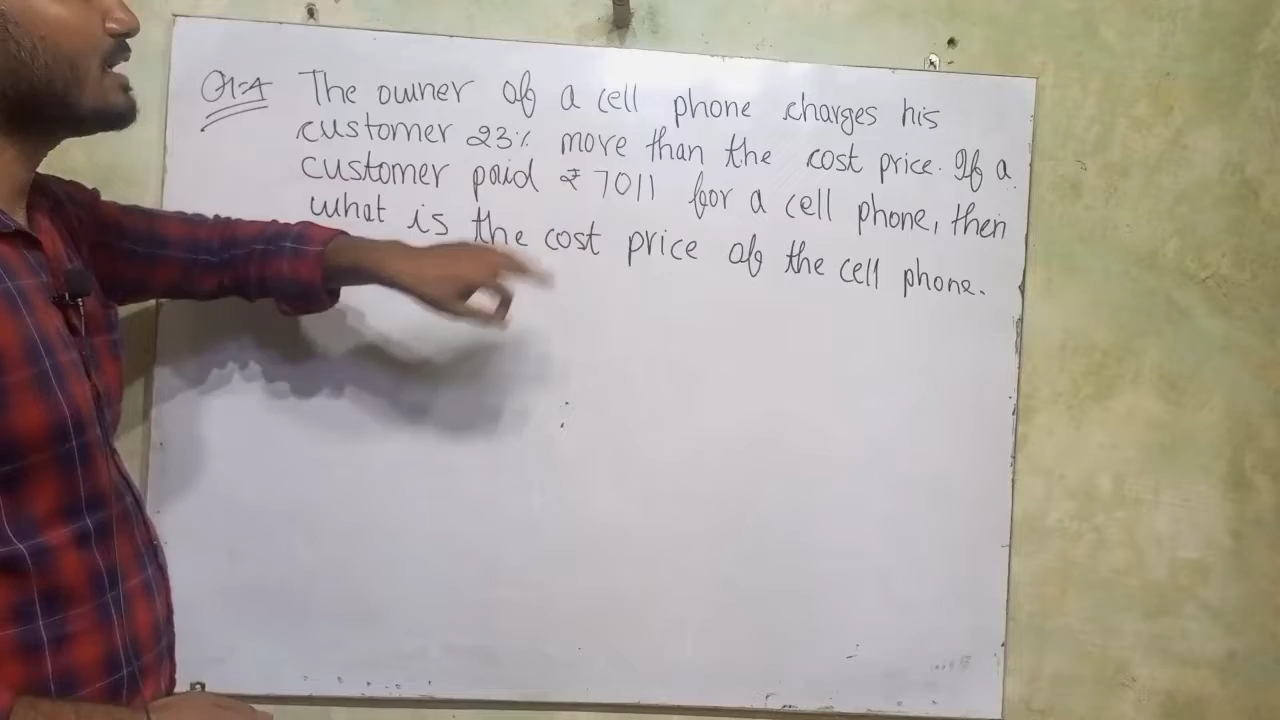 Q1.4 The owner of a cell phone charges his
customer 23% more than the cost price. If a
customer paid ₹ 7011 for a cell phone, then
what is the cost price of the cell phone.